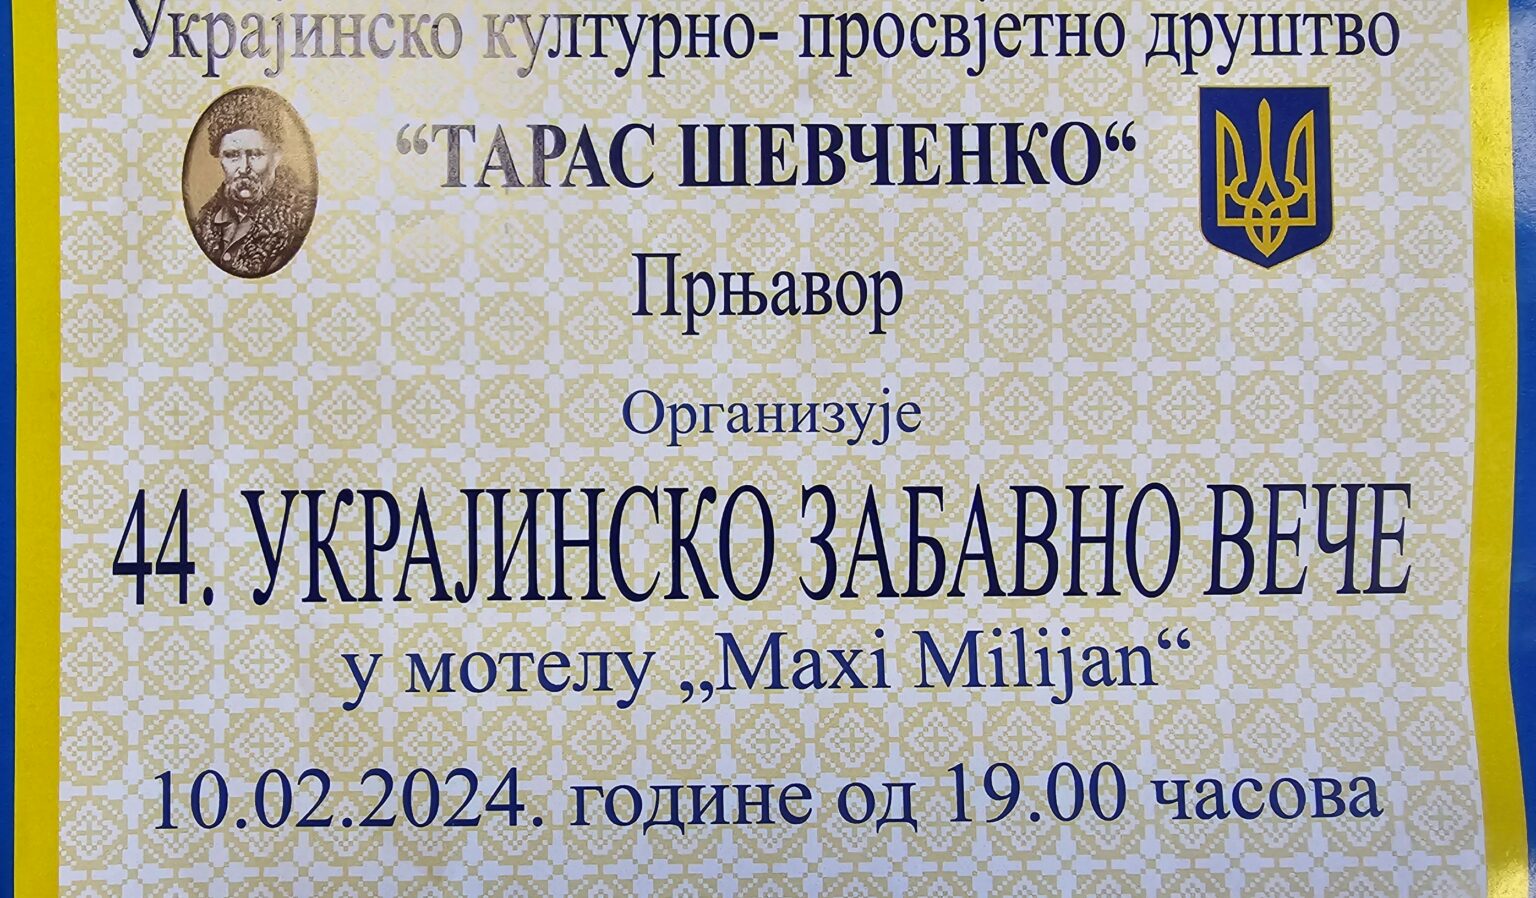 Украјинско културно- просвјетно друштво
“ТАРАС ШЕВЧЕНКО“
Прњавор
Организује
44. УКРАЈИНСКО ЗАБАВНО ВЕЧЕ
у мотелу „Maxi Milijan“
10.02.2024. године од 19.00 часова